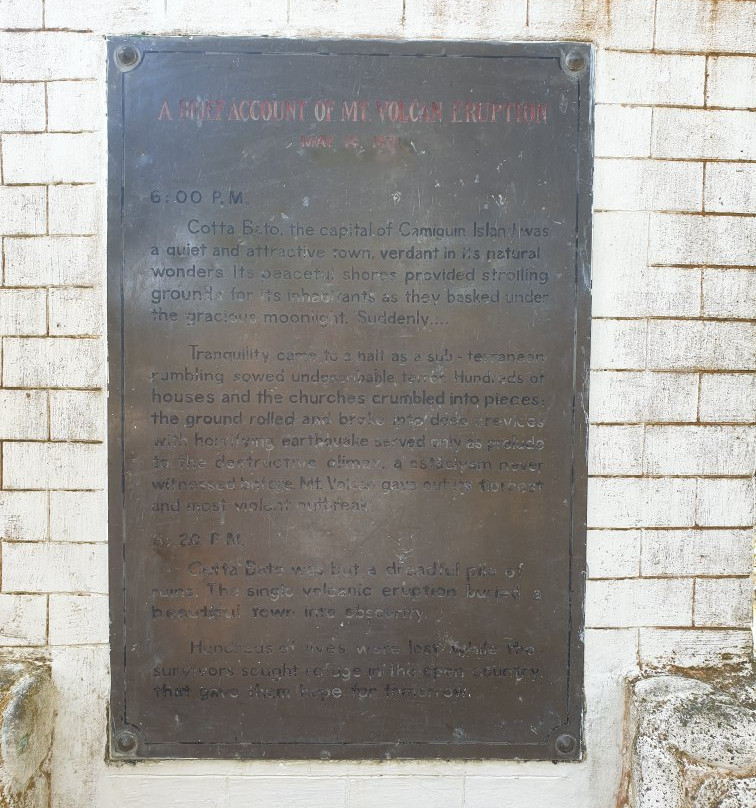 A BRIEF ACCOUNT OF MT. VOLCAN ERUPTION
MAY 1871
6:00 P.M.
Cotta Bato, the capital of Camiguin Island was
a quiet and attractive town, verdant in its natural
wonders. Its peaceful shores provided strolling
grounds for its inhabitants as they basked under
the gracious moonlight. Suddenly....
Tranquility came to a halt as a sub-terranean
rumbling sowed undescribable terror. Hundreds of
houses and the churches crumbled into pieces;
the ground rolled and broke into crevices
with horrifying earthquake served only as prelude
to the destructive climax, a cataclysm never
witnessed before. Mt. Volcan gave out its fiercest
and most violent outbreak.
6:20 P.M.
Cotta Bato was but a dreadful pile of
ruins. The single volcanic eruption buried a
beautiful town into obscurity.
Hundreds of lives were lost while the
survivors sought refuge in the open country
that gave them hope for tomorrow.